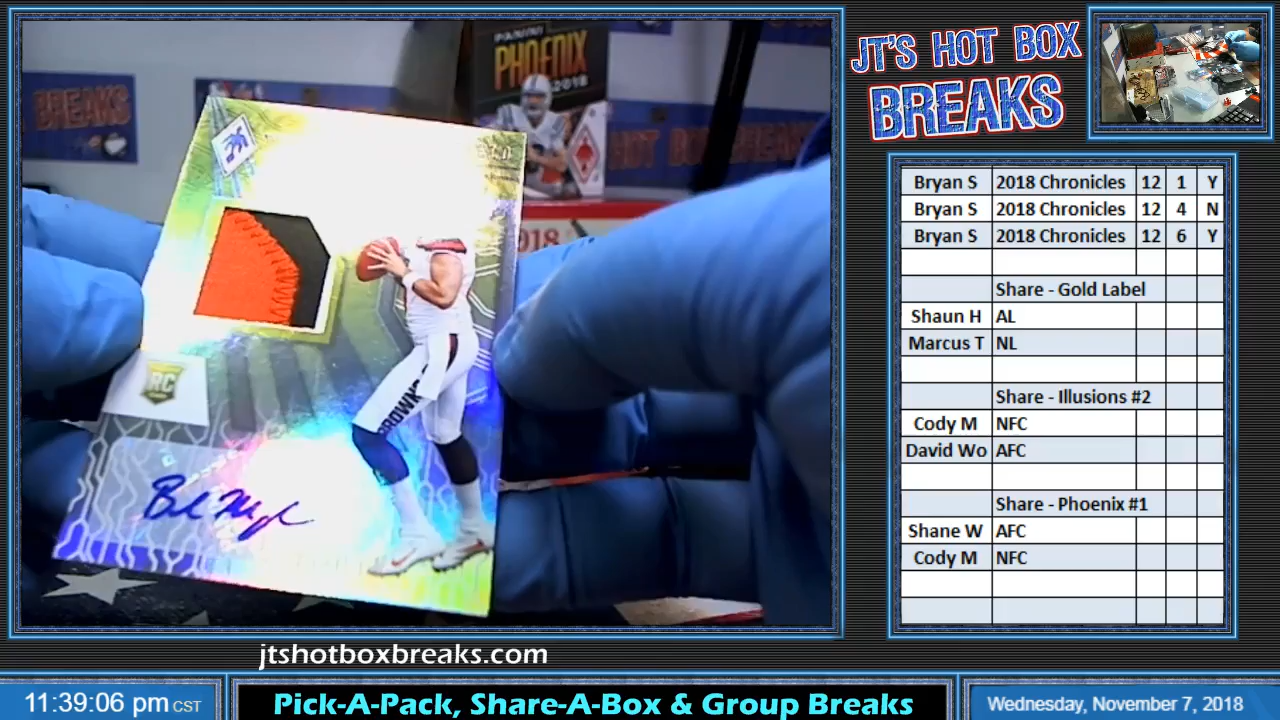 BREAKS
PANINI
PHOENIX
2018
HOT BOX BREAKS
2018
RC
BROWNS
JT'S HOT BOX
BREAKS
Bryan S 2018 Chronicles 12 1 Y
Bryan S 2018 Chronicles 12 4 N
Bryan S 2018 Chronicles 12 6 Y
Share - Gold Label
Shaun H AL
Marcus T NL
Share - Illusions #2
Cody M NFC
David Wo AFC
Share - Phoenix #1
Shane W AFC
Cody M NFC
jtshotboxbreaks.com
11:39:06 pm CST
Pick-A-Pack, Share-A-Box & Group Breaks
Wednesday, November 7, 2018